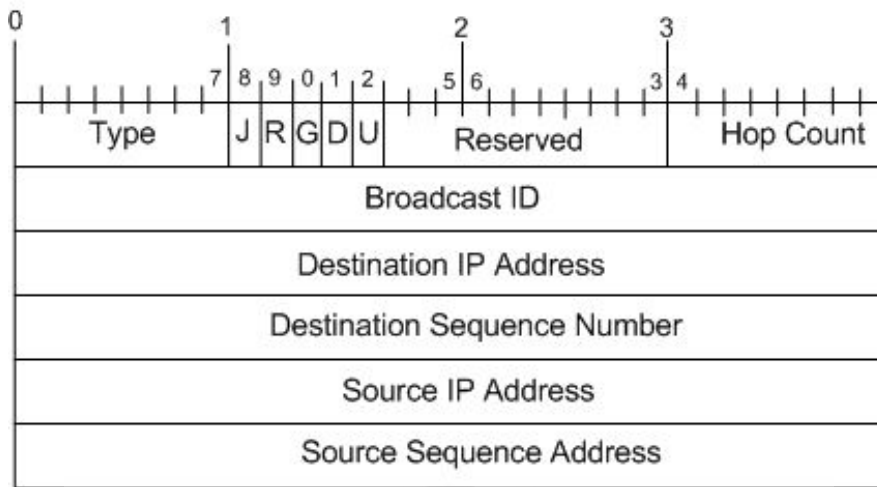 0 1 2 3
7 8 9 0 1 2 5 6 3 4
Type J R G D U Reserved Hop Count
Broadcast ID
Destination IP Address
Destination Sequence Number
Source IP Address
Source Sequence Address